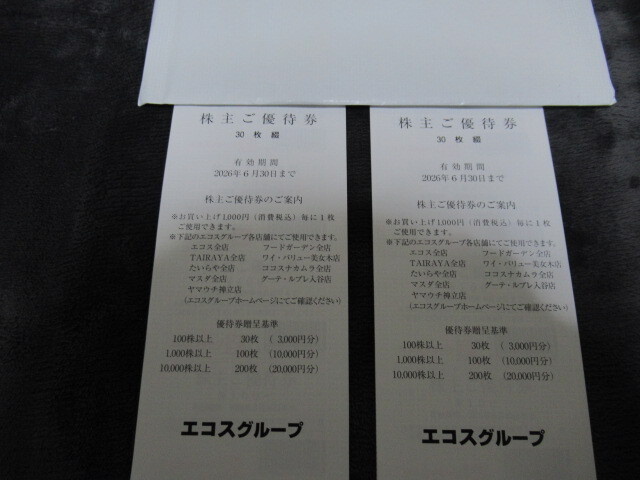 株主ご優待券
30 枚 綴
有 効 期 間
2026年6月30日まで
株主ご優待券のご案内
※お買い上げ1,000円(消費税込)毎に1枚
ご使用できます。
※下記のエコスグループ各店舗にてご使用できます。
エコス全店 フードガーデン全店
TAIRAYA全店 ワイ・バリュー美女木店
たいらや全店 ココスナカムラ全店
マスダ全店 グーテ・ルブレ入谷店
ヤマウチ神立店
(エコスグループホームページにてご確認ください)
優待券贈呈基準
100株以上 30枚 ( 3,000円分)
1,000株以上 100枚 (10,000円分)
10,000株以上 200枚 (20,000円分)
エコスグループ
株主ご優待券
30 枚 綴
有 効 期 間
2026年6月30日まで
株主ご優待券のご案内
※お買い上げ1,000円(消費税込)毎に1枚
ご使用できます。
※下記のエコスグループ各店舗にてご使用できます。
エコス全店 フードガーデン全店
TAIRAYA全店 ワイ・バリュー美女木店
たいらや全店 ココスナカムラ全店
マスダ全店 グーテ・ルブレ入谷店
ヤマウチ神立店
(エコスグループホームページにてご確認ください)
優待券贈呈基準
100株以上 30枚 ( 3,000円分)
1,000株以上 100枚 (10,000円分)
10,000株以上 200枚 (20,000円分)
エコスグループ